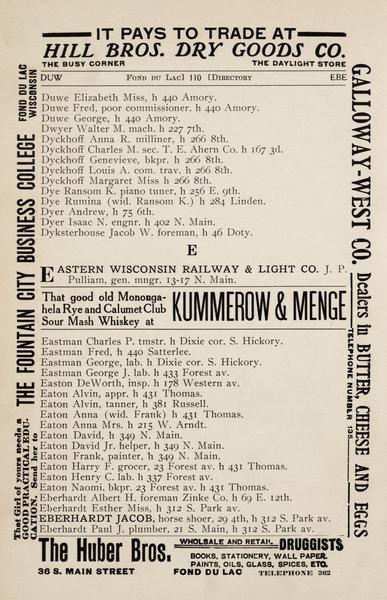 IT PAYS TO TRADE AT
HILL BROS. DRY GOODS CO.
THE BUSY CORNER THE DAYLIGHT STORE
DUW FOND DU LAC] 110 [DIRECTORY EBE
Duwe Elizabeth Miss, h 440 Amory.
Duwe Fred, poor commissioner, h 440 Amory.
Duwe George, h 440 Amory.
Dwyer Walter M. mach. h 227 7th.
Dyckhoff Anna R. milliner, h 266 8th.
Dyckhoff Charles M. sec. T. E. Ahern Co. h 167 3d.
Dyckhoff Genevieve, bkpr. h 266 8th.
Dyckhoff Louis A. com. trav. h 266 8th.
Dyckhoff Margaret Miss h 266 8th.
Dye Ransom K. piano tuner, h 256 E. 9th.
Dye Rumina (wid. Ransom K.) h 284 Linden.
Dyer Andrew, h 75 6th.
Dyer Isaac N. engnr. h 402 N. Main.
Dyksterhouse Jacob W. foreman, h 46 Doty.
E
EASTERN WISCONSIN RAILWAY & LIGHT CO. J. P.
Pulliam, gen. mngr. 13-17 N. Main.
That good old Mononga-
hela Rye and Calumet Club
Sour Mash Whiskey at
KUMMEROW & MENGE
Eastman Charles P. tmstr. h Dixie cor. S. Hickory.
Eastman Fred, h 440 Satterlee.
Eastman George, lab. h Dixie cor. S. Hickory.
Eastman George J. lab. h 433 Forest av.
Easton DeWorth, insp. h 178 Western av.
Eaton Alvin, appr. h 431 Thomas.
Eaton Alvin, tanner, h 381 Russell.
Eaton Anna (wid. Frank) h 431 Thomas.
Eaton Anna Mrs. h 215 W. Arndt.
Eaton David, h 349 N. Main.
Eaton David Jr. helper, h 349 N. Main.
Eaton Frank, painter, h 349 N. Main.
Eaton Harry F. grocer, 23 Forest av. h 431 Thomas.
Eaton Henry C. lab. h 337 Forest av.
Eaton Naomi, bkpr. 23 Forest av. h 431 Thomas.
Eberhardt Albert H. foreman Zinke Co. h 69 E. 12th.
Eberhardt Esther Miss, h 312 S. Park av.
EBERHARDT JACOB, horse shoer, 29 4th, h 312 S. Park av.
Eberhardt Paul J. plumber, 21 S. Main, h 312 S. Park av.
The Huber Bros. WHOLESALE AND RETAIL DRUGGISTS
BOOKS, STATIONERY, WALL PAPER.
PAINTS, OILS, GLASS, SPICES, ETC.
36 S. MAIN STREET FOND DU LAC TELEPHONE 362
That Girl of yours needs a
GOOD PRACTICAL EDU-
CATION. Send her to
THE FOUNTAIN CITY BUSINESS COLLEGE
FOND DU LAC
WISCONSIN
GALLOWAY-WEST CO. Dealers in BUTTER, CHEESE AND EGGS
TELEPHONE NUMBER 135